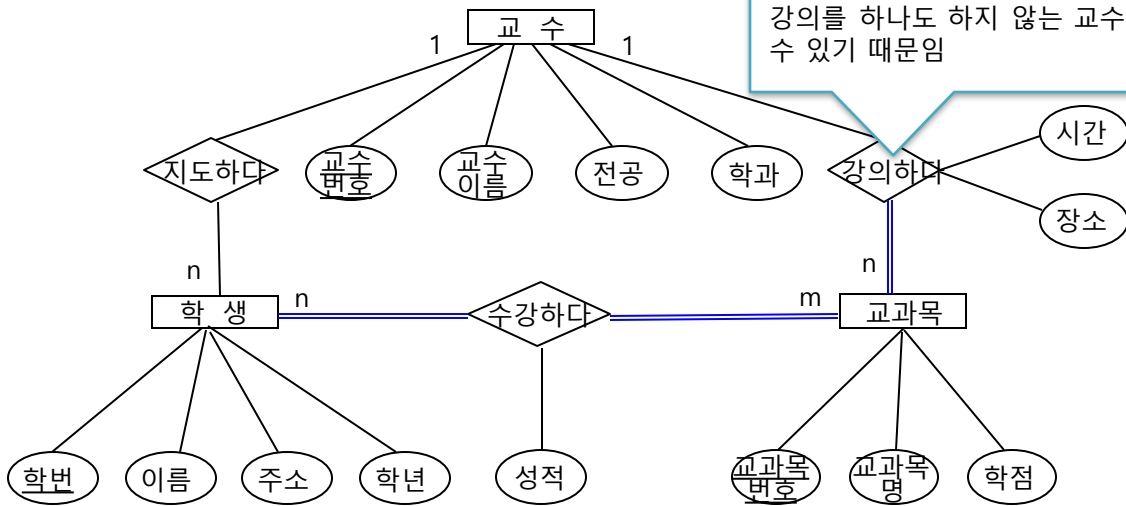 강의를 하나도 하지 않는 교수
수 있기 때문임
교 수
1
1
시간
지도하다
교수
번호
교수
이름
전공
학과
강의하다
장소
n
n
학 생
n
수강하다
m
교과목
학번
이름
주소
학년
성적
교과목
번호
교과목
명
학점